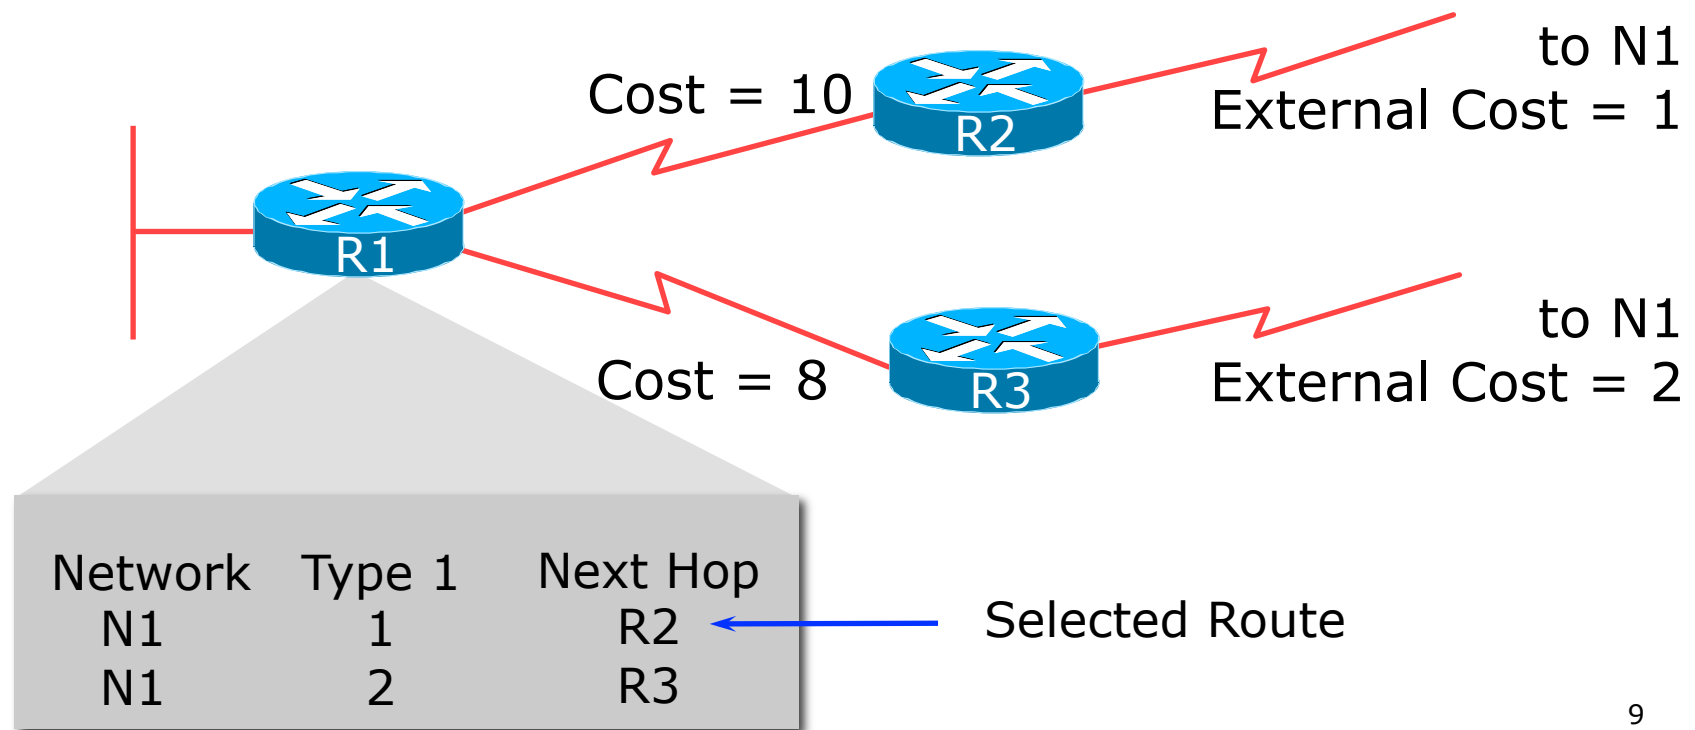 to N1
Cost = 10
External Cost = 1
R2
R1
to N1
Cost = 8
External Cost = 2
R3
Network Type 1 Next Hop
N1 1 R2
Selected Route
N1 2 R3
9